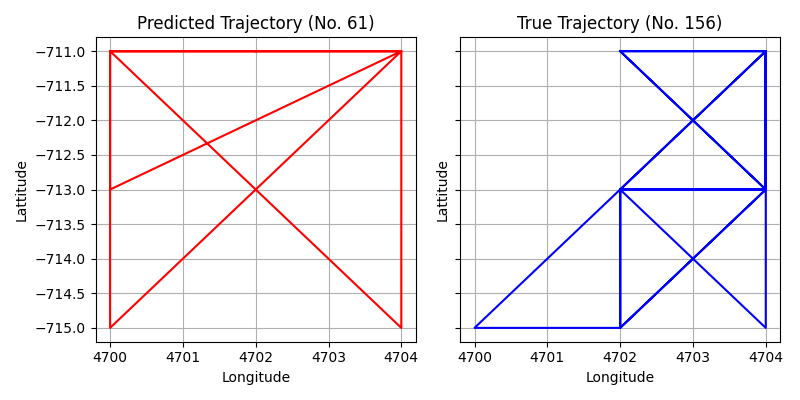 Predicted Trajectory (No. 61)
True Trajectory (No. 156)
−711.0
−711.5
−712.0
−712.5
−713.0
−713.5
−714.0
−714.5
−715.0
Lattitude
Lattitude
4700 4701 4702 4703 4704
4700 4701 4702 4703 4704
Longitude
Longitude